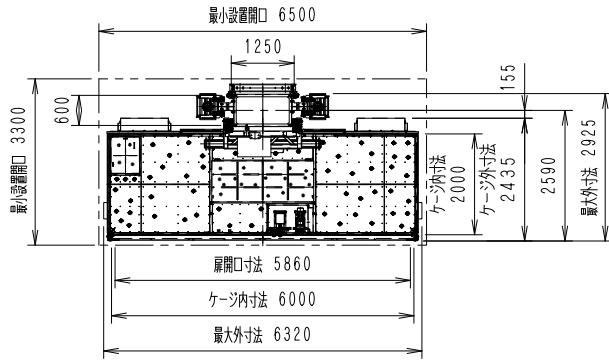 最小設置開口 6500
1250
600
最小設置開口 3300
155
ケージ内寸法
2000
ケージ外寸法
2435
2590
最大外寸法 2925
扉開口寸法 5860
ケージ内寸法 6000
最大外寸法 6320